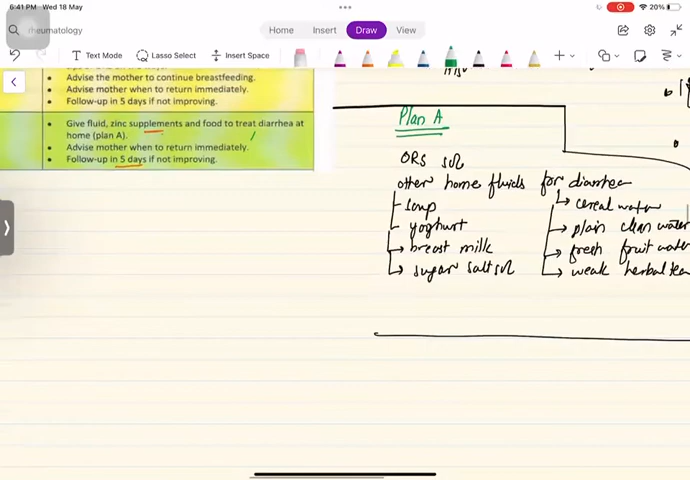 6:41 PM Wed 18 May
20%
rheumatology
Home Insert Draw View
Text Mode Lasso Select Insert Space
• Advise the mother to continue breastfeeding.
• Advise mother when to return immediately.
• Follow-up in 5 days if not improving.
• Give fluid, zinc supplements and food to treat diarrhea at
home (plan A).
• Advise mother when to return immediately.
• Follow-up in 5 days if not improving.
Plan A
ORS sol
other home fluids for diarrhea
soup
yoghurt
breast milk
sugar salt sol
cereal water
plain clean water
fresh fruit water
weak herbal tea